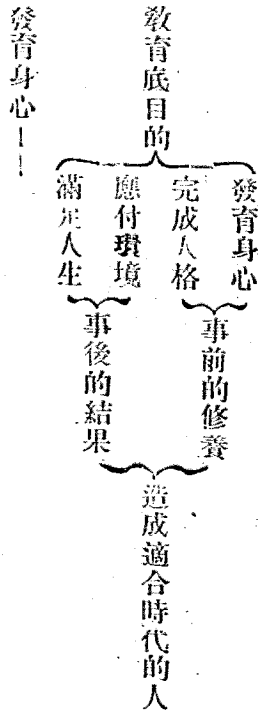 教育底目的
發育身心
完成人格
應付環境
滿足人生
事前的修養
事後的結果
造成適合時代的人
發育身心——